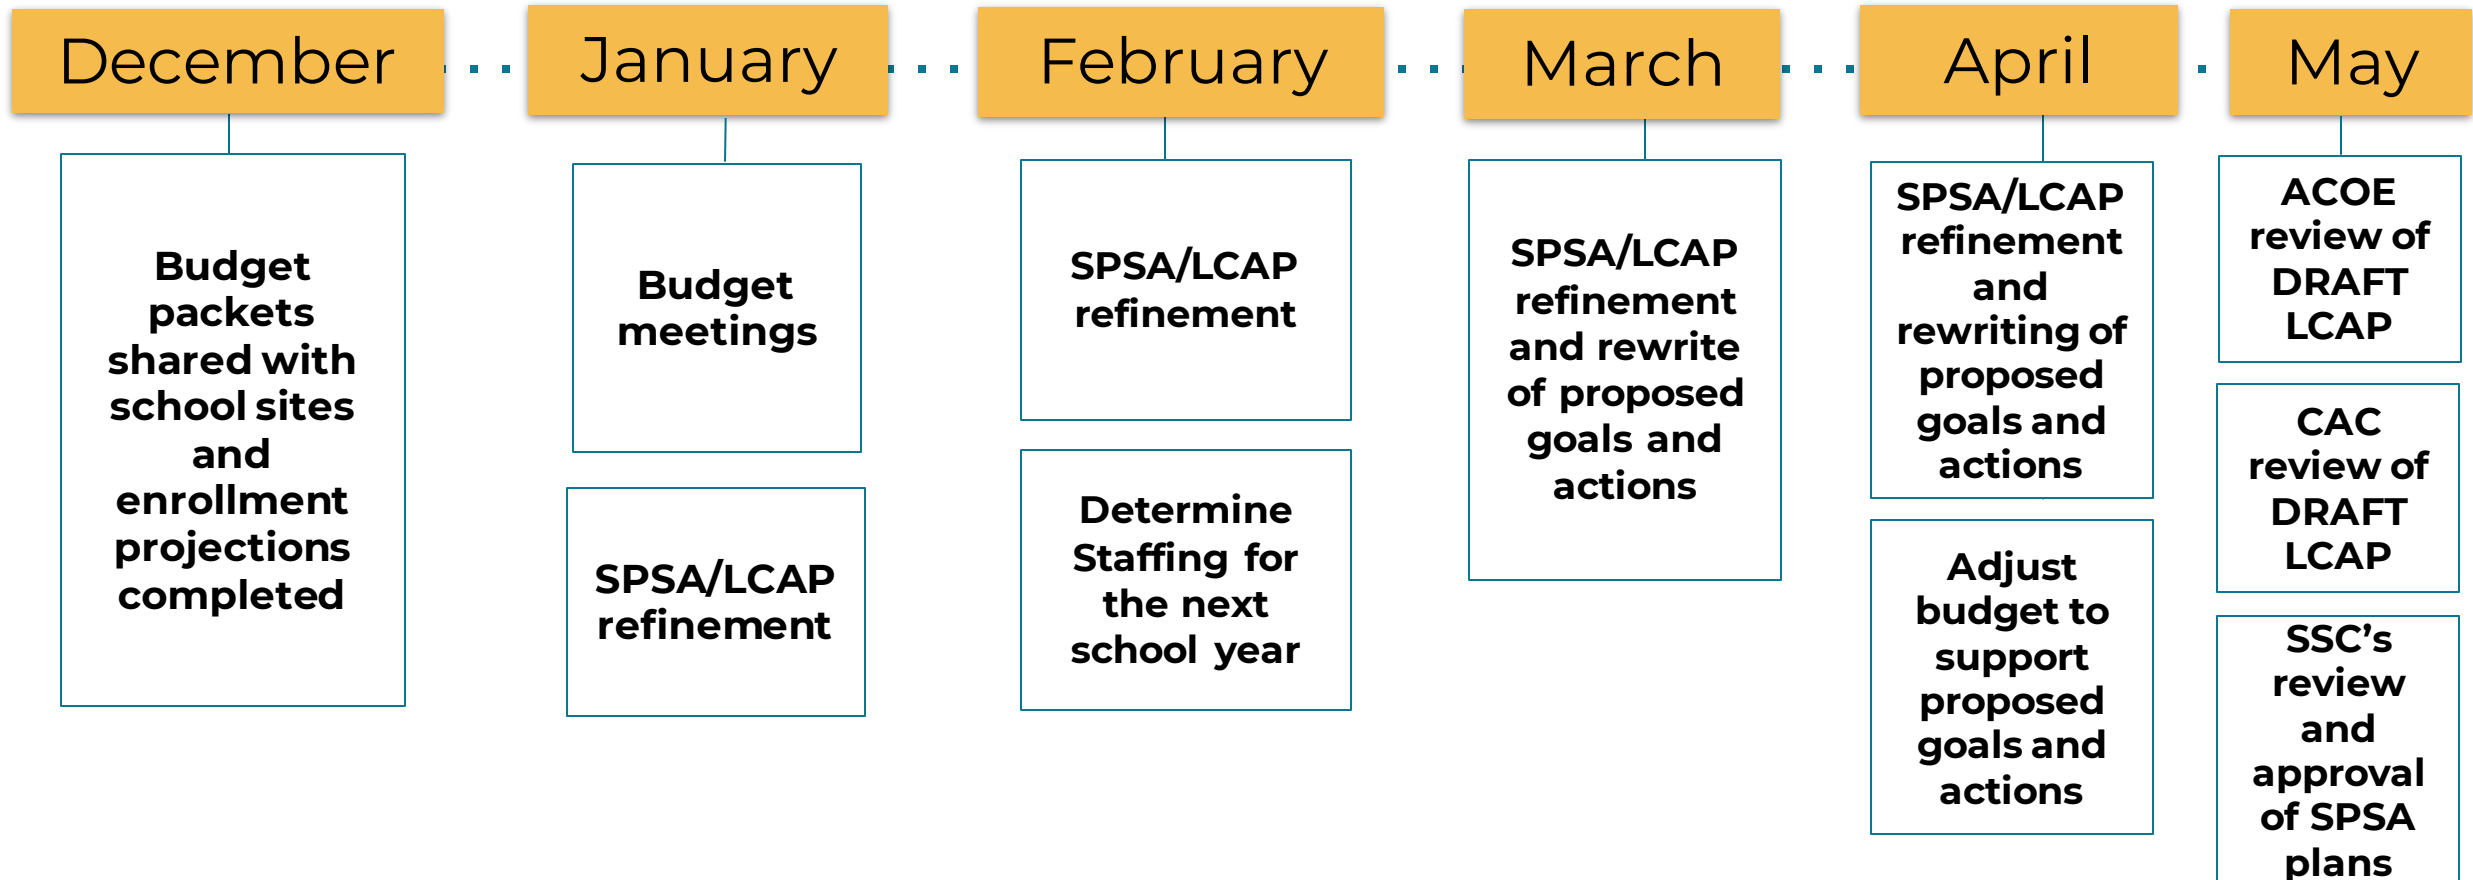 December
January
February
March
April
May
Budget
packets
shared with
school sites
and
enrollment
projections
completed
Budget
meetings
SPSA/LCAP
refinement
SPSA/LCAP
refinement
Determine
Staffing for
the next
school year
SPSA/LCAP
refinement
and rewrite
of proposed
goals and
actions
SPSA/LCAP
refinement
and
rewriting of
proposed
goals and
actions
Adjust
budget to
support
proposed
goals and
actions
ACOE
review of
DRAFT
LCAP
CAC
review of
DRAFT
LCAP
SSC’s
review
and
approval
of SPSA
plans